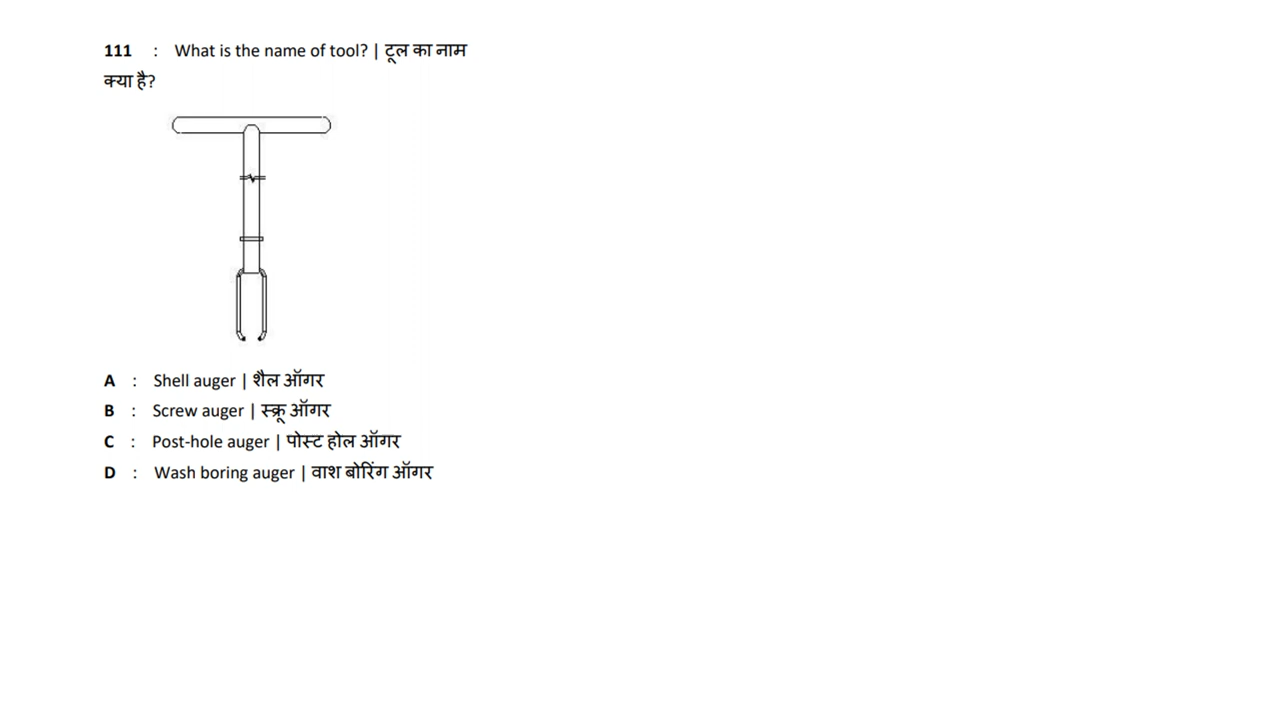 111 : What is the name of tool? | टूल का नाम
क्या है?
A : Shell auger | शैल ऑगर
B : Screw auger | स्क्रू ऑगर
C : Post-hole auger | पोस्ट होल ऑगर
D : Wash boring auger | वाश बोरिंग ऑगर